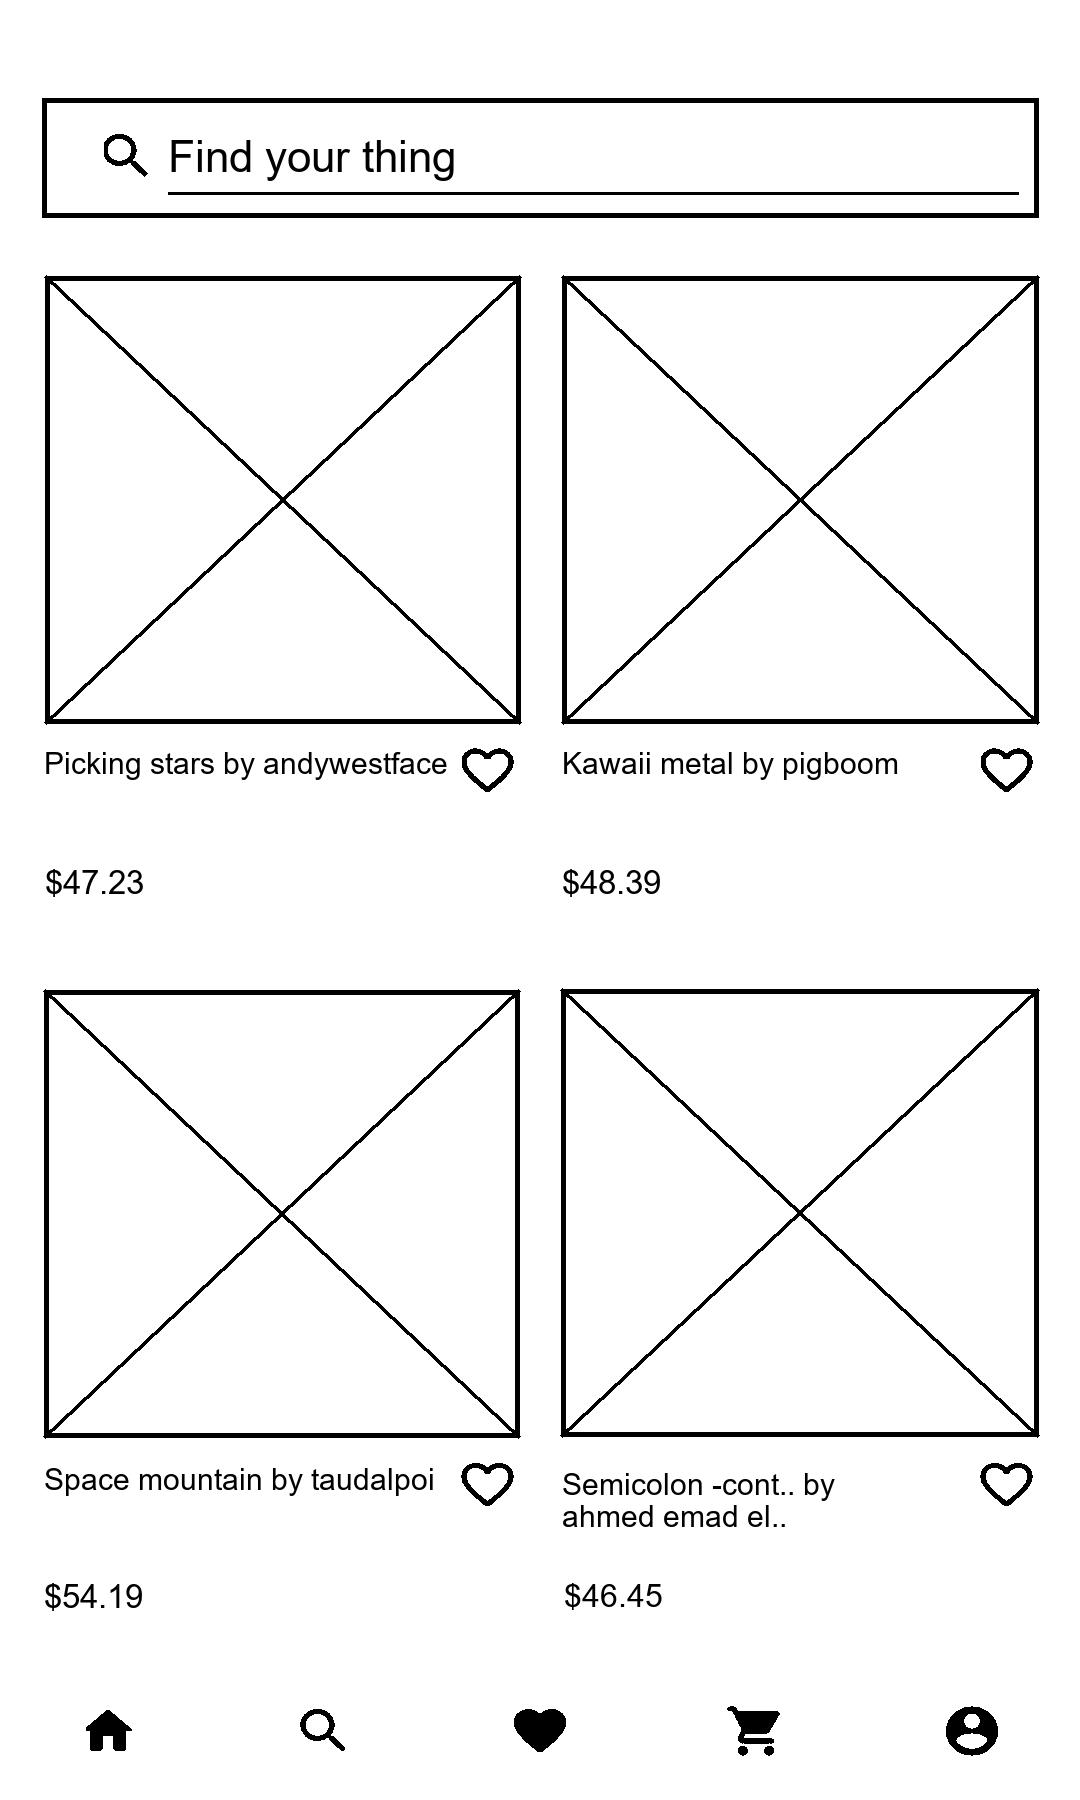 Find your thing
Picking stars by andywestface
Kawaii metal by pigboom
$47.23
$48.39
Space mountain by taudalpoi
Semicolon -cont.. by
ahmed emad el..
$54.19
$46.45